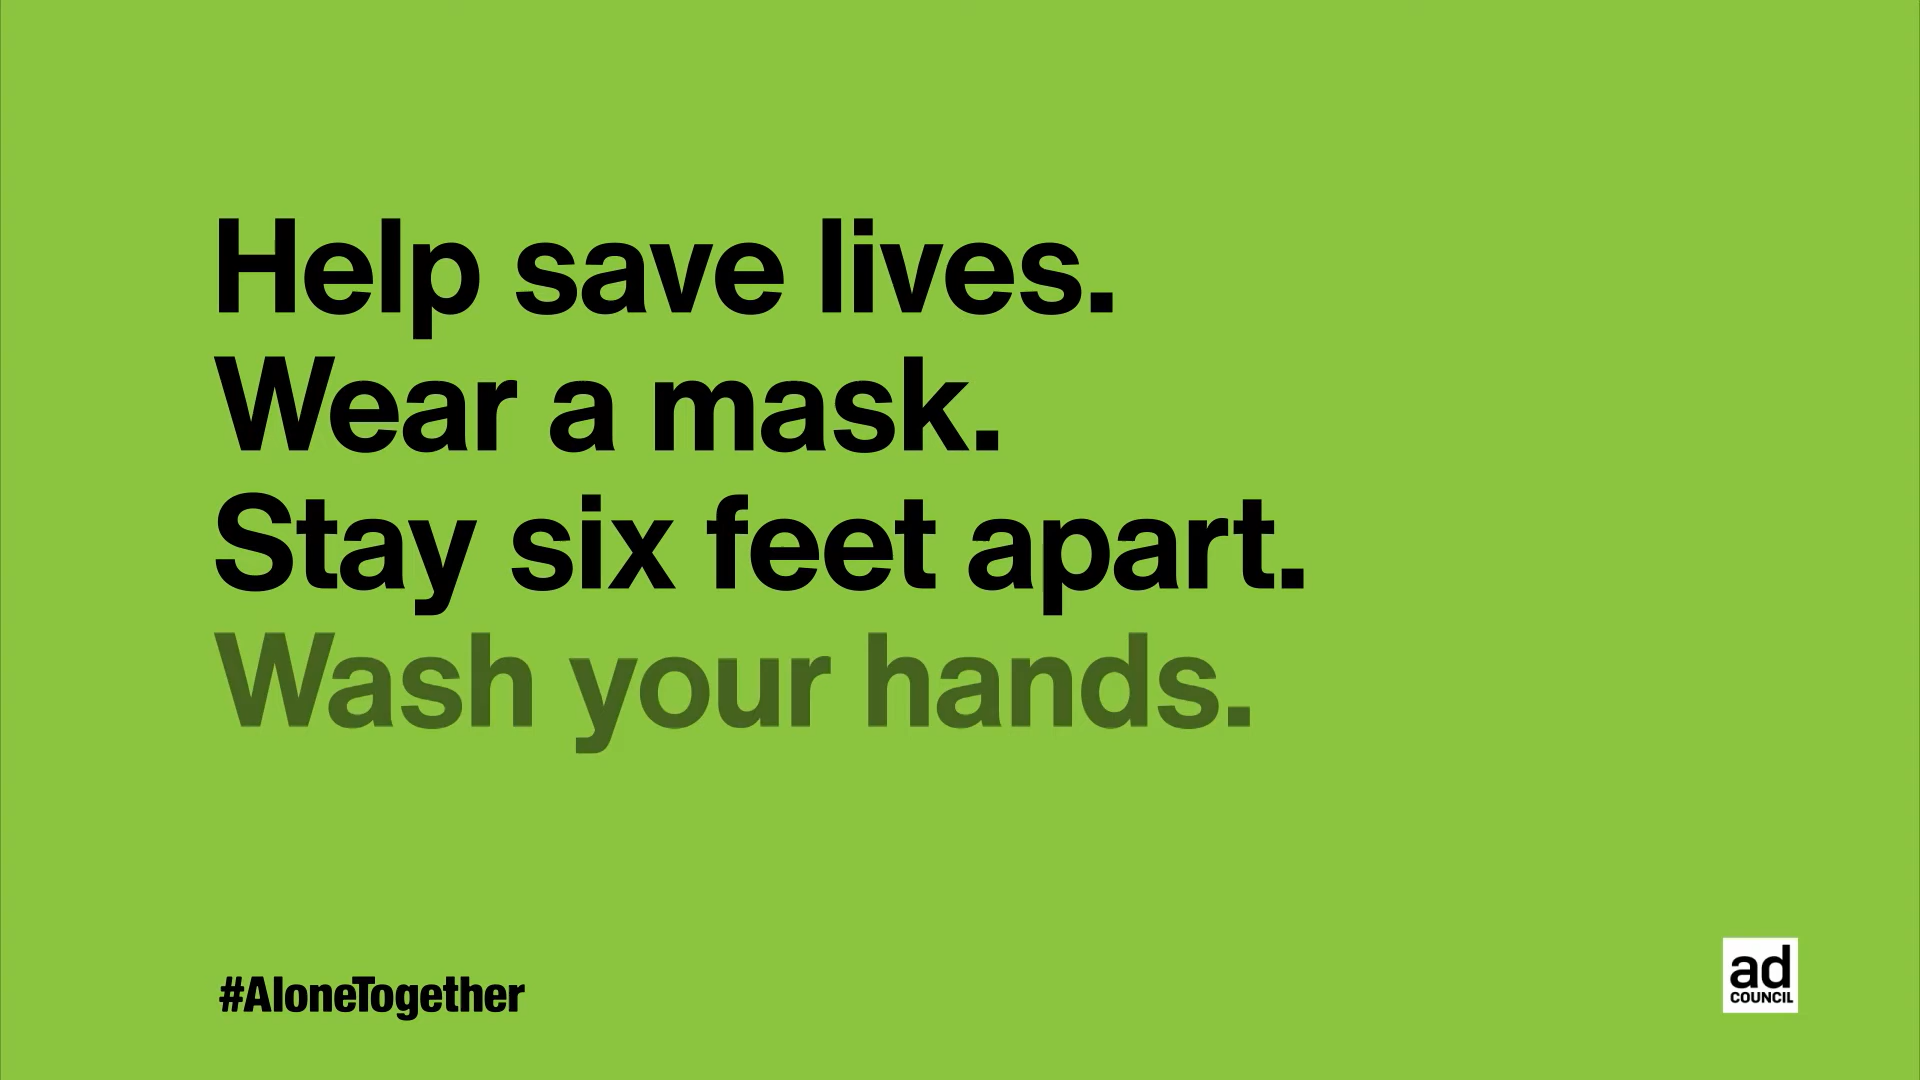 Help save lives.
Wear a mask.
Stay six feet apart.
Wash your hands.
#AloneTogether
ad
COUNCIL